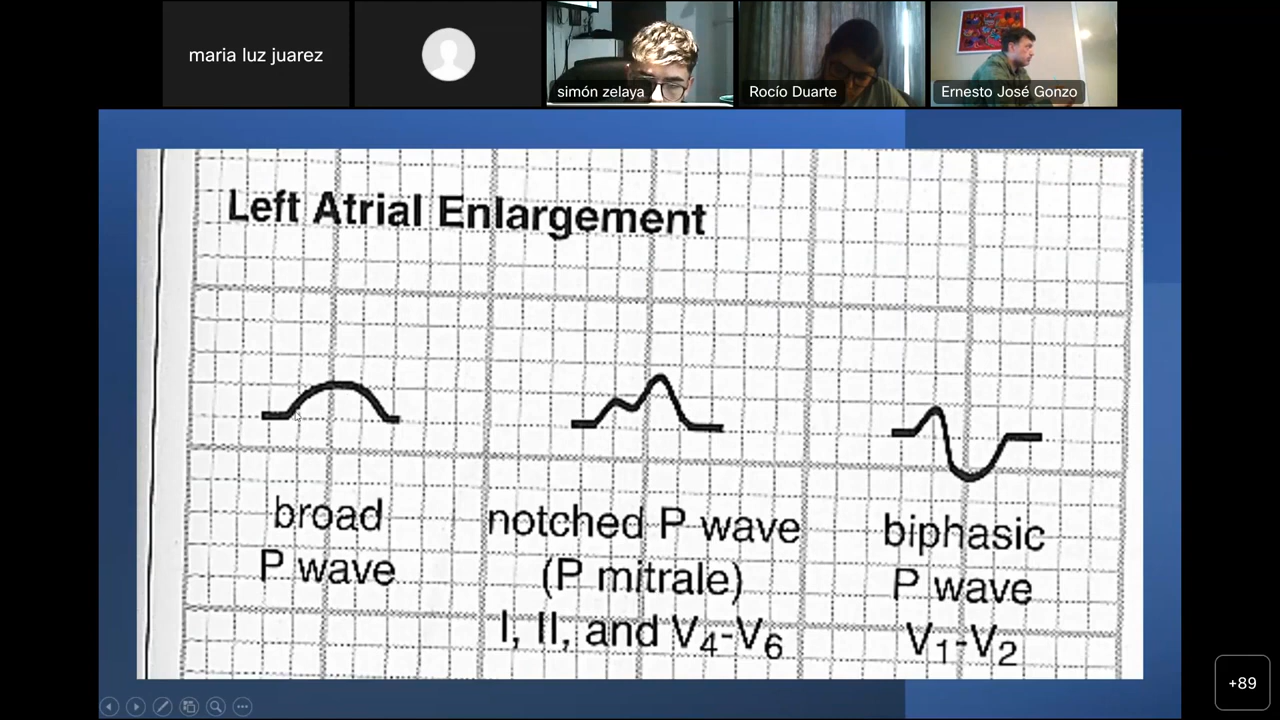 maria luz juarez
simón zelaya
Rocío Duarte
Ernesto José Gonzo
Left Atrial Enlargement
broad
P wave
notched P wave
(P mitrale)
I, II, and V4-V6
biphasic
P wave
V1-V2
+89